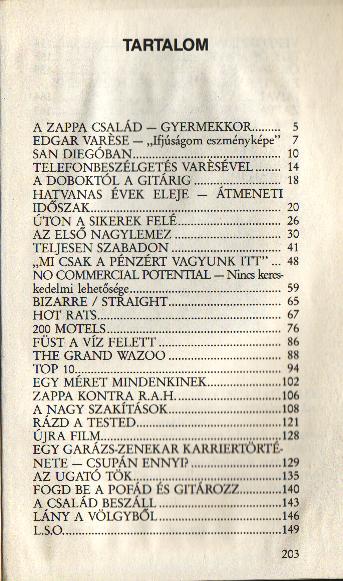 TARTALOM
A ZAPPA CSALÁD — GYERMEKKOR........ 5
EDGAR VARÈSE — „Ifjúságom eszményképe” 7
SAN DIEGÓBAN................................. 10
TELEFONBESZÉLGETÉS VARÈSÉVEL...... 14
A DOBOKTÓL A GITÁRIG .................. 18
HATVANAS ÉVEK ELEJE — ÁTMENETI
IDŐSZAK....................................... 20
ÚTON A SIKEREK FELÉ...................... 26
AZ ELSŐ NAGYLEMEZ ....................... 30
TELJESEN SZABADON ....................... 41
„MI CSAK A PÉNZÉRT VAGYUNK ITT” ... 48
NO COMMERCIAL POTENTIAL — Nincs keres-
kedelmi lehetősége............................ 59
BIZARRE / STRAIGHT........................ 65
HOT RATS ..................................... 67
200 MOTELS ................................... 76
FÜST A VÍZ FELETT .......................... 86
THE GRAND WAZOO ........................ 88
TOP 10.......................................... 94
EGY MÉRET MINDENKINEK................102
ZAPPA KONTRA R.A.H. .....................106
A NAGY SZAKÍTÁSOK .......................108
RÁZD A TESTED..............................121
ÚJRA FILM.....................................128
EGY GARÁZS-ZENEKAR KARRIERTÖRTÉ-
NETE — CSUPÁN ENNYI? ..................129
AZ UGATÓ TÖK...............................135
FOGD BE A POFÁD ÉS GITÁROZZ........140
A CSALÁD BESZÁLL.........................143
LÁNY A VÖLGYBŐL .........................146
L.S.O.............................................149
203